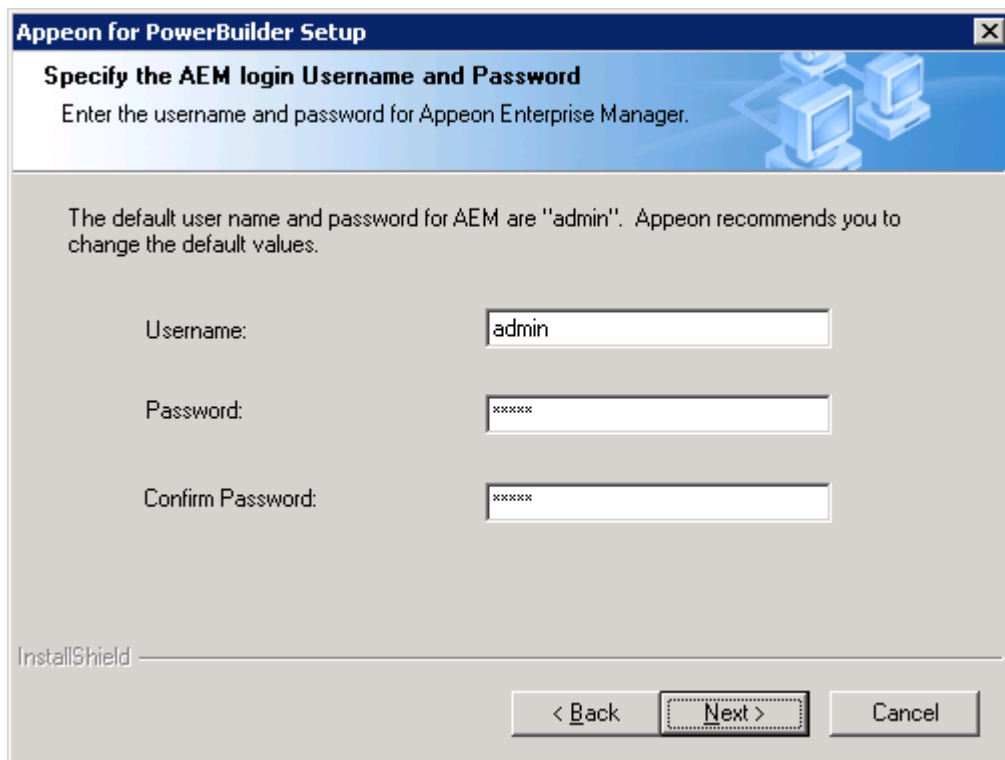 Appeon for PowerBuilder Setup
Specify the AEM login Username and Password
Enter the username and password for Appeon Enterprise Manager.
The default user name and password for AEM are "admin". Appeon recommends you to
change the default values.
Username:
admin
Password:
*****
Confirm Password:
*****
InstallShield
< Back
Next >
Cancel